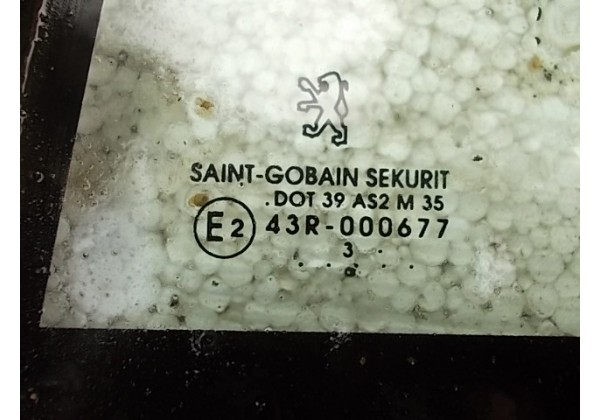 SAINT-GOBAIN SEKURIT
.DOT 39 AS2 M 35
E2 43R-000677
3